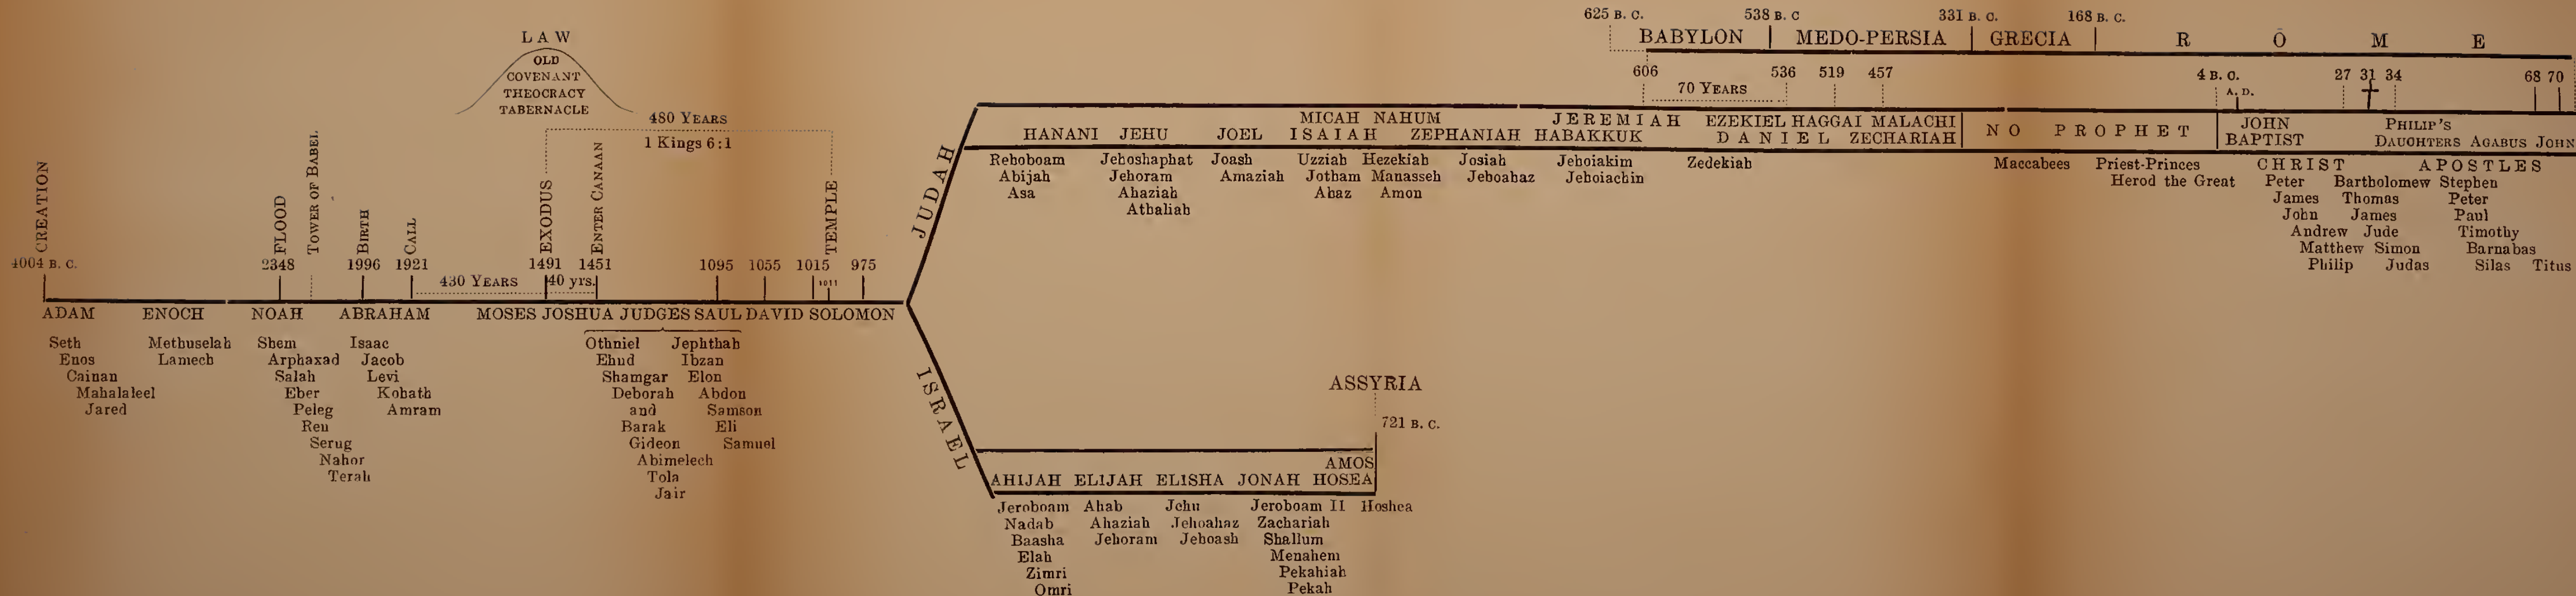 LAW
OLD
COVENANT
THEOCRACY
TABERNACLE
480 YEARS
1 Kings 6:1
CREATION
FLOOD
TOWER OF BABEL
BIRTH
CALL
EXODUS
ENTER CANAAN
TEMPLE
4004 B. C.
2348
1996
1921
1491
1451
1095
1055
1015
975
430 YEARS
40 yrs.
1011
ADAM ENOCH NOAH ABRAHAM MOSES JOSHUA JUDGES SAUL DAVID SOLOMON
Seth
Enos
Cainan
Mahalaleel
Jared
Methuselah
Lamech
Shem
Arphaxad
Salah
Eber
Peleg
Reu
Serug
Nahor
Terah
Isaac
Jacob
Levi
Kohath
Amram
Othniel
Ehud
Shamgar
Deborah
and
Barak
Gideon
Abimelech
Tola
Jair
Jephthah
Ibzan
Elon
Abdon
Samson
Eli
Samuel
JUDAH
625 B. C.
538 B. C
331 B. C.
168 B. C.
BABYLON
MEDO-PERSIA
GRECIA
ROME
606
536
519
457
70 YEARS
4 B. C.
A. D.
27
31
34
68
70
MICAH NAHUM JEREMIAH EZEKIEL HAGGAI MALACHI
HANANI JEHU JOEL ISAIAH ZEPHANIAH HABAKKUK DANIEL ZECHARIAH
NO PROPHET
JOHN
BAPTIST
PHILIP'S
DAUGHTERS AGABUS JOHN
Rehoboam
Abijah
Asa
Jehoshaphat
Jehoram
Ahaziah
Athaliah
Joash
Amaziah
Uzziah
Jotham
Ahaz
Hezekiah
Manasseh
Amon
Josiah
Jehoahaz
Jehoiakim
Jehoiachin
Zedekiah
Maccabees
Priest-Princes
Herod the Great
CHRIST
Peter
James
John
Andrew
Matthew
Philip
Bartholomew
Thomas
James
Jude
Simon
Judas
APOSTLES
Stephen
Peter
Paul
Timothy
Barnabas
Silas
Titus
ISRAEL
ASSYRIA
721 B. C.
AMOS
AHIJAH ELIJAH ELISHA JONAH HOSEA
Jeroboam
Nadab
Baasha
Elah
Zimri
Omri
Ahab
Ahaziah
Jehoram
Jehu
Jehoahaz
Jehoash
Jeroboam II
Zachariah
Shallum
Menahem
Pekahiah
Pekah
Hoshea